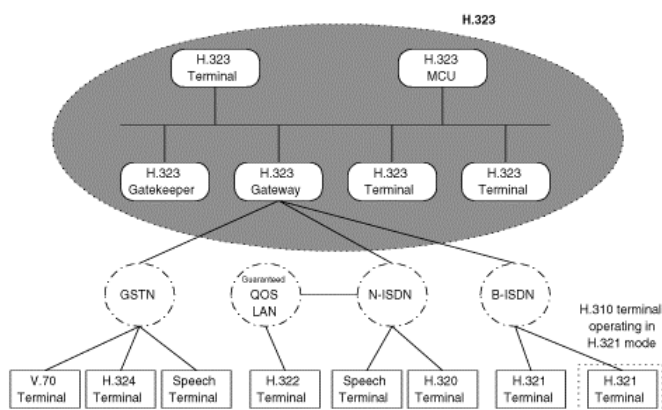 H.323
H.323
Terminal
H.323
MCU
H.323
Gatekeeper
H.323
Gateway
H.323
Terminal
H.323
Terminal
GSTN
Guaranteed
QOS
LAN
N-ISDN
B-ISDN
H.310 terminal
operating in
H.321 mode
V.70
Terminal
H.324
Terminal
Speech
Terminal
H.322
Terminal
Speech
Terminal
H.320
Terminal
H.321
Terminal
H.321
Terminal